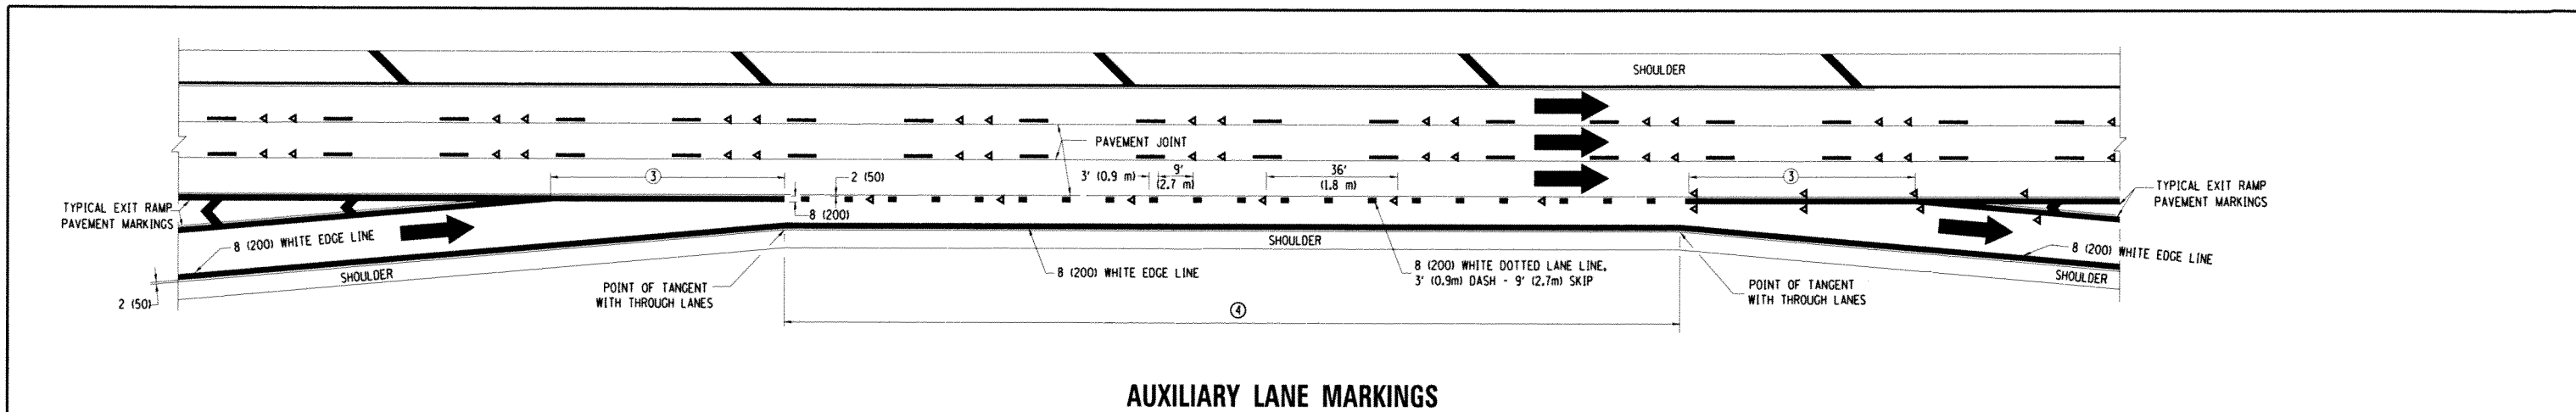 SHOULDER
PAVEMENT JOINT
3
2 (50)
3' (0.9 m)
9'
(2.7 m)
36'
(1.8 m)
3
TYPICAL EXIT RAMP
PAVEMENT MARKINGS
8 (200)
TYPICAL EXIT RAMP
PAVEMENT MARKINGS
8 (200) WHITE EDGE LINE
SHOULDER
8 (200) WHITE EDGE LINE
SHOULDER
8 (200) WHITE EDGE LINE
8 (200) WHITE DOTTED LANE LINE,
3' (0.9m) DASH - 9' (2.7m) SKIP
SHOULDER
2 (50)
POINT OF TANGENT
WITH THROUGH LANES
POINT OF TANGENT
WITH THROUGH LANES
4
AUXILIARY LANE MARKINGS